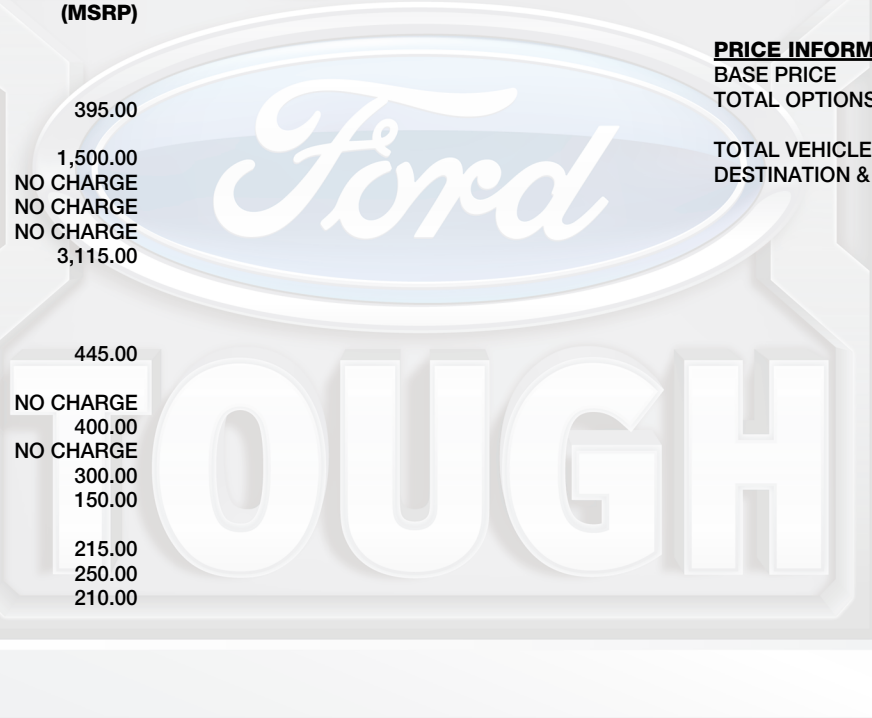 (MSRP)
395.00
1,500.00
NO CHARGE
NO CHARGE
NO CHARGE
3,115.00
445.00
NO CHARGE
400.00
NO CHARGE
300.00
150.00
215.00
250.00
210.00
PRICE INFORM
BASE PRICE
TOTAL OPTIONS
TOTAL VEHICLE
DESTINATION &
Ford
TOUGH